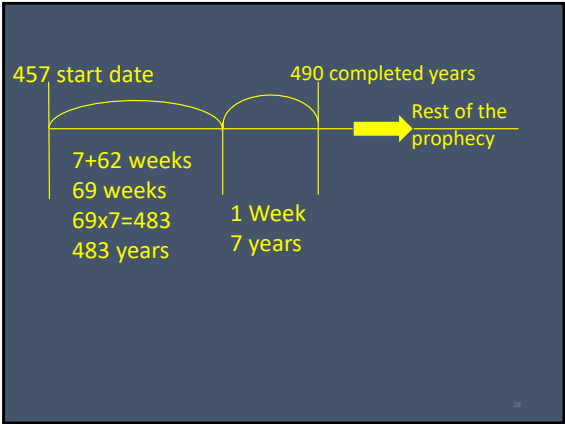 457 start date
490 completed years
Rest of the
prophecy
7+62 weeks
69 weeks
69x7=483
483 years
1 Week
7 years
28